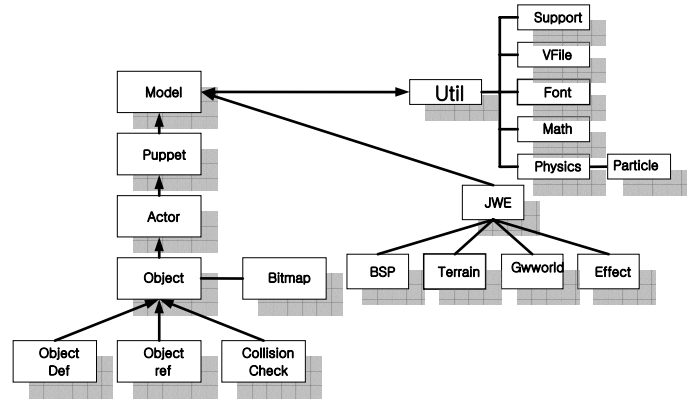 Support
VFile
Model
Util
Font
Math
Puppet
Physics
Particle
JWE
Actor
Object
Bitmap
BSP
Terrain
Gwworld
Effect
Object
Def
Object
ref
Collision
Check